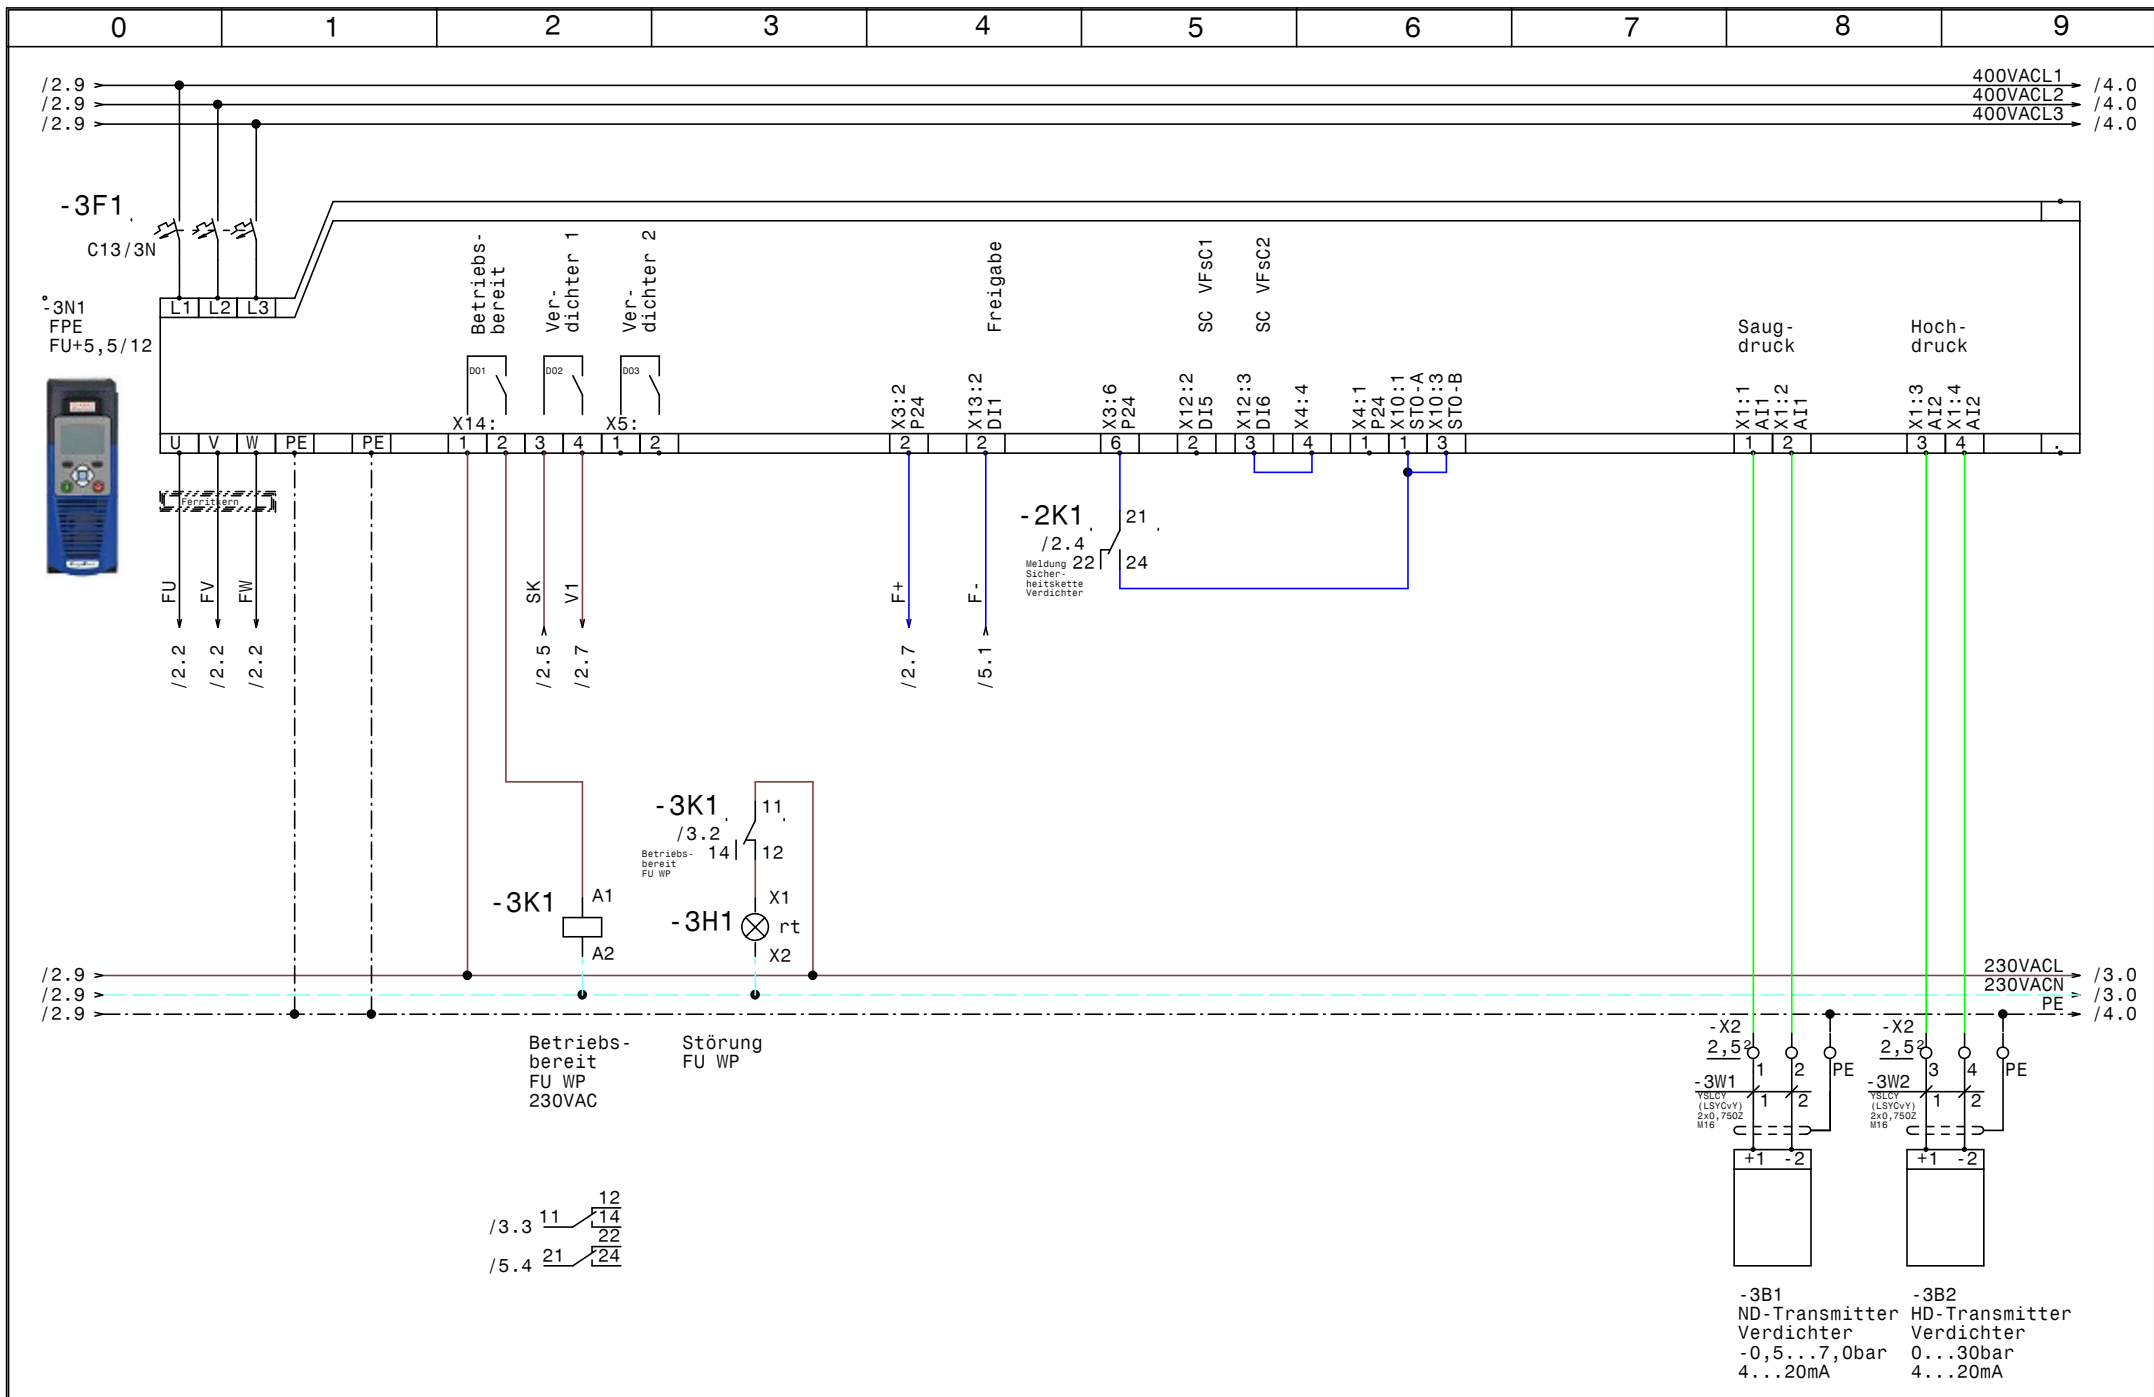 0 1 2 3 4 5 6 7 8 9
/2.9 400VACL1 /4.0
/2.9 400VACL2 /4.0
/2.9 400VACL3 /4.0
-3F1
C13/3N
-3N1
FPE
FU+5,5/12
L1 L2 L3
Betriebs-
bereit
Ver-
dichter 1
Ver-
dichter 2
Freigabe
SC VFsC1
SC VFsC2
Saug-
druck
Hoch-
druck
DO1 DO2 DO3
X14: X5:
X3:2
P24
X13:2
DI1
X3:6
P24
X12:2
DI5
X12:3
DI6
X4:4
X4:1
P24
X10:1
STO-A
X10:3
STO-B
X1:1
AI1
X1:2
AI1
X1:3
AI2
X1:4
AI2
U V W PE PE 1 2 3 4 1 2 2 2 6 2 3 4 1 1 3 1 2 3 4 .
Ferritkern
FU FV FW SK V1 F+ F-
/2.2 /2.2 /2.2 /2.5 /2.7 /2.7 /5.1
-2K1 21
/2.4
22 24
Meldung
Sicher-
heitskette
Verdichter
-3K1 11
/3.2
14 12
Betriebs-
bereit
FU WP
-3K1 A1
A2
X1
-3H1 rt
X2
/2.9 230VACL /3.0
/2.9 230VACN /3.0
/2.9 PE /4.0
Betriebs-
bereit
FU WP
230VAC
Störung
FU WP
-X2
2,5²
1 2 PE
-3W1
YSLCY
(LSYCvY)
2x0,75OZ
M16
1 2
+1 -2
-X2
2,5²
3 4 PE
-3W2
YSLCY
(LSYCvY)
2x0,75OZ
M16
1 2
+1 -2
12
/3.3 11 14
22
/5.4 21 24
-3B1
ND-Transmitter
Verdichter
-0,5...7,0bar
4...20mA
-3B2
HD-Transmitter
Verdichter
0...30bar
4...20mA